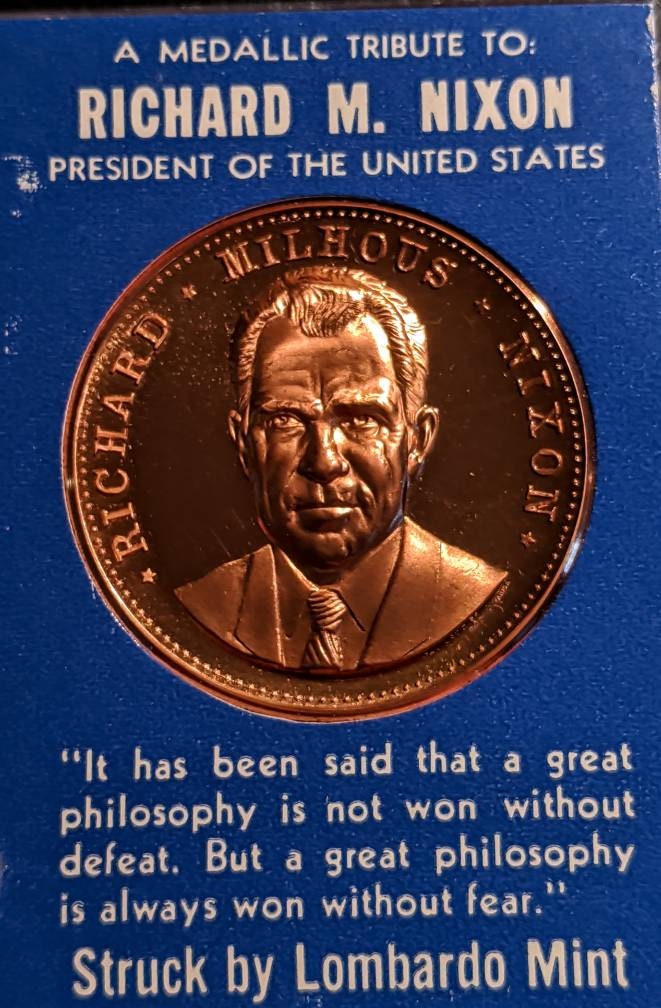 A MEDALLIC TRIBUTE TO:
RICHARD M. NIXON
PRESIDENT OF THE UNITED STATES
RICHARD * MILHOUS * NIXON *
"It has been said that a great
philosophy is not won without
defeat. But a great philosophy
is always won without fear."
Struck by Lombardo Mint